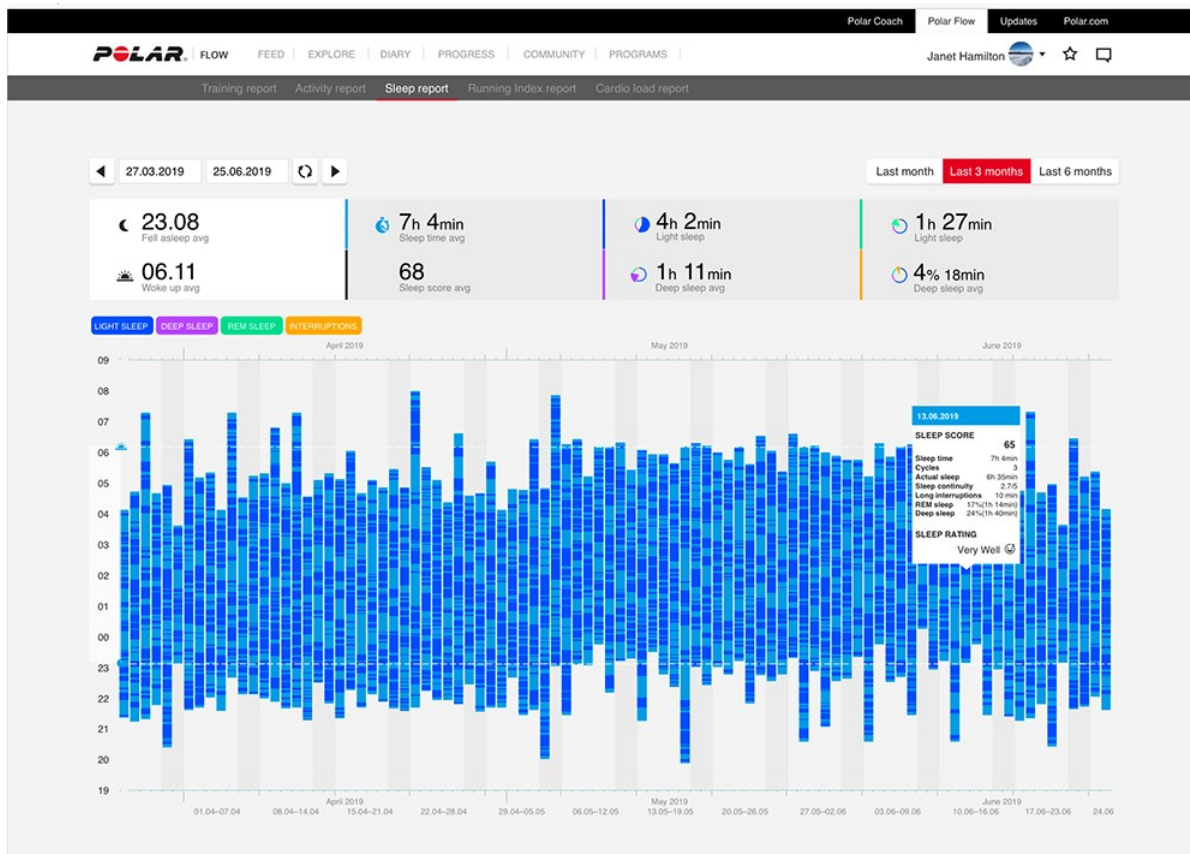 Polar Coach Polar Flow Updates Polar.com
POLAR. FLOW FEED EXPLORE DIARY PROGRESS COMMUNITY PROGRAMS Janet Hamilton
Training report Activity report Sleep report Running Index report Cardio load report
27.03.2019 25.06.2019 Last month Last 3 months Last 6 months
23.08 7h 4min 4h 2min 1h 27min
Fell asleep avg Sleep time avg Light sleep Light sleep
06.11 68 1h 11min 4% 18min
Woke up avg Sleep score avg Deep sleep avg Deep sleep avg
LIGHT SLEEP DEEP SLEEP REM SLEEP INTERRUPTIONS
April 2019 May 2019 June 2019
09
08
07
06
05
04
03
02
01
00
23
22
21
20
19
13.06.2019
SLEEP SCORE
65
Sleep time 7h 4min
Cycles 3
Actual sleep 6h 35min
Sleep continuity 2.7/5
Long interruptions 10 min
REM sleep 17%(1h 14min)
Deep sleep 24%(1h 40min)
SLEEP RATING
Very Well
April 2019 May 2019 June 2019
01.04–07.04 08.04–14.04 15.04–21.04 22.04–28.04 29.04–05.05 06.05–12.05 13.05–19.05 20.05–26.05 27.05–02.06 03.06–09.06 10.06–16.06 17.06–23.06 24.06